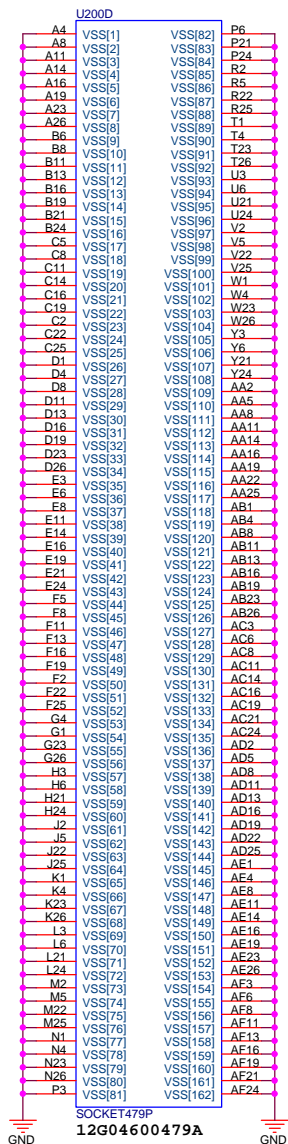 U200D
A4 VSS[1] VSS[82] P6
A8 VSS[2] VSS[83] P21
A11 VSS[3] VSS[84] P24
A14 VSS[4] VSS[85] R2
A16 VSS[5] VSS[86] R5
A19 VSS[6] VSS[87] R22
A23 VSS[7] VSS[88] R25
A26 VSS[8] VSS[89] T1
B6 VSS[9] VSS[90] T4
B8 VSS[10] VSS[91] T23
B11 VSS[11] VSS[92] T26
B13 VSS[12] VSS[93] U3
B16 VSS[13] VSS[94] U6
B19 VSS[14] VSS[95] U21
B21 VSS[15] VSS[96] U24
B24 VSS[16] VSS[97] V2
C5 VSS[17] VSS[98] V5
C8 VSS[18] VSS[99] V22
C11 VSS[19] VSS[100] V25
C14 VSS[20] VSS[101] W1
C16 VSS[21] VSS[102] W4
C19 VSS[22] VSS[103] W23
C2 VSS[23] VSS[104] W26
C22 VSS[24] VSS[105] Y3
C25 VSS[25] VSS[106] Y6
D1 VSS[26] VSS[107] Y21
D4 VSS[27] VSS[108] Y24
D8 VSS[28] VSS[109] AA2
D11 VSS[29] VSS[110] AA5
D13 VSS[30] VSS[111] AA8
D16 VSS[31] VSS[112] AA11
D19 VSS[32] VSS[113] AA14
D23 VSS[33] VSS[114] AA16
D26 VSS[34] VSS[115] AA19
E3 VSS[35] VSS[116] AA22
E6 VSS[36] VSS[117] AA25
E8 VSS[37] VSS[118] AB1
E11 VSS[38] VSS[119] AB4
E14 VSS[39] VSS[120] AB8
E16 VSS[40] VSS[121] AB11
E19 VSS[41] VSS[122] AB13
E21 VSS[42] VSS[123] AB16
E24 VSS[43] VSS[124] AB19
F5 VSS[44] VSS[125] AB23
F8 VSS[45] VSS[126] AB26
F11 VSS[46] VSS[127] AC3
F13 VSS[47] VSS[128] AC6
F16 VSS[48] VSS[129] AC8
F19 VSS[49] VSS[130] AC11
F2 VSS[50] VSS[131] AC14
F22 VSS[51] VSS[132] AC16
F25 VSS[52] VSS[133] AC19
G4 VSS[53] VSS[134] AC21
G1 VSS[54] VSS[135] AC24
G23 VSS[55] VSS[136] AD2
G26 VSS[56] VSS[137] AD5
H3 VSS[57] VSS[138] AD8
H6 VSS[58] VSS[139] AD11
H21 VSS[59] VSS[140] AD13
H24 VSS[60] VSS[141] AD16
J2 VSS[61] VSS[142] AD19
J5 VSS[62] VSS[143] AD22
J22 VSS[63] VSS[144] AD25
J25 VSS[64] VSS[145] AE1
K1 VSS[65] VSS[146] AE4
K4 VSS[66] VSS[147] AE8
K23 VSS[67] VSS[148] AE11
K26 VSS[68] VSS[149] AE14
L3 VSS[69] VSS[150] AE16
L6 VSS[70] VSS[151] AE19
L21 VSS[71] VSS[152] AE23
L24 VSS[72] VSS[153] AE26
M2 VSS[73] VSS[154] AF3
M5 VSS[74] VSS[155] AF6
M22 VSS[75] VSS[156] AF8
M25 VSS[76] VSS[157] AF11
N1 VSS[77] VSS[158] AF13
N4 VSS[78] VSS[159] AF16
N23 VSS[79] VSS[160] AF19
N26 VSS[80] VSS[161] AF21
P3 VSS[81] VSS[162] AF24
SOCKET479P
12G04600479A
GND GND